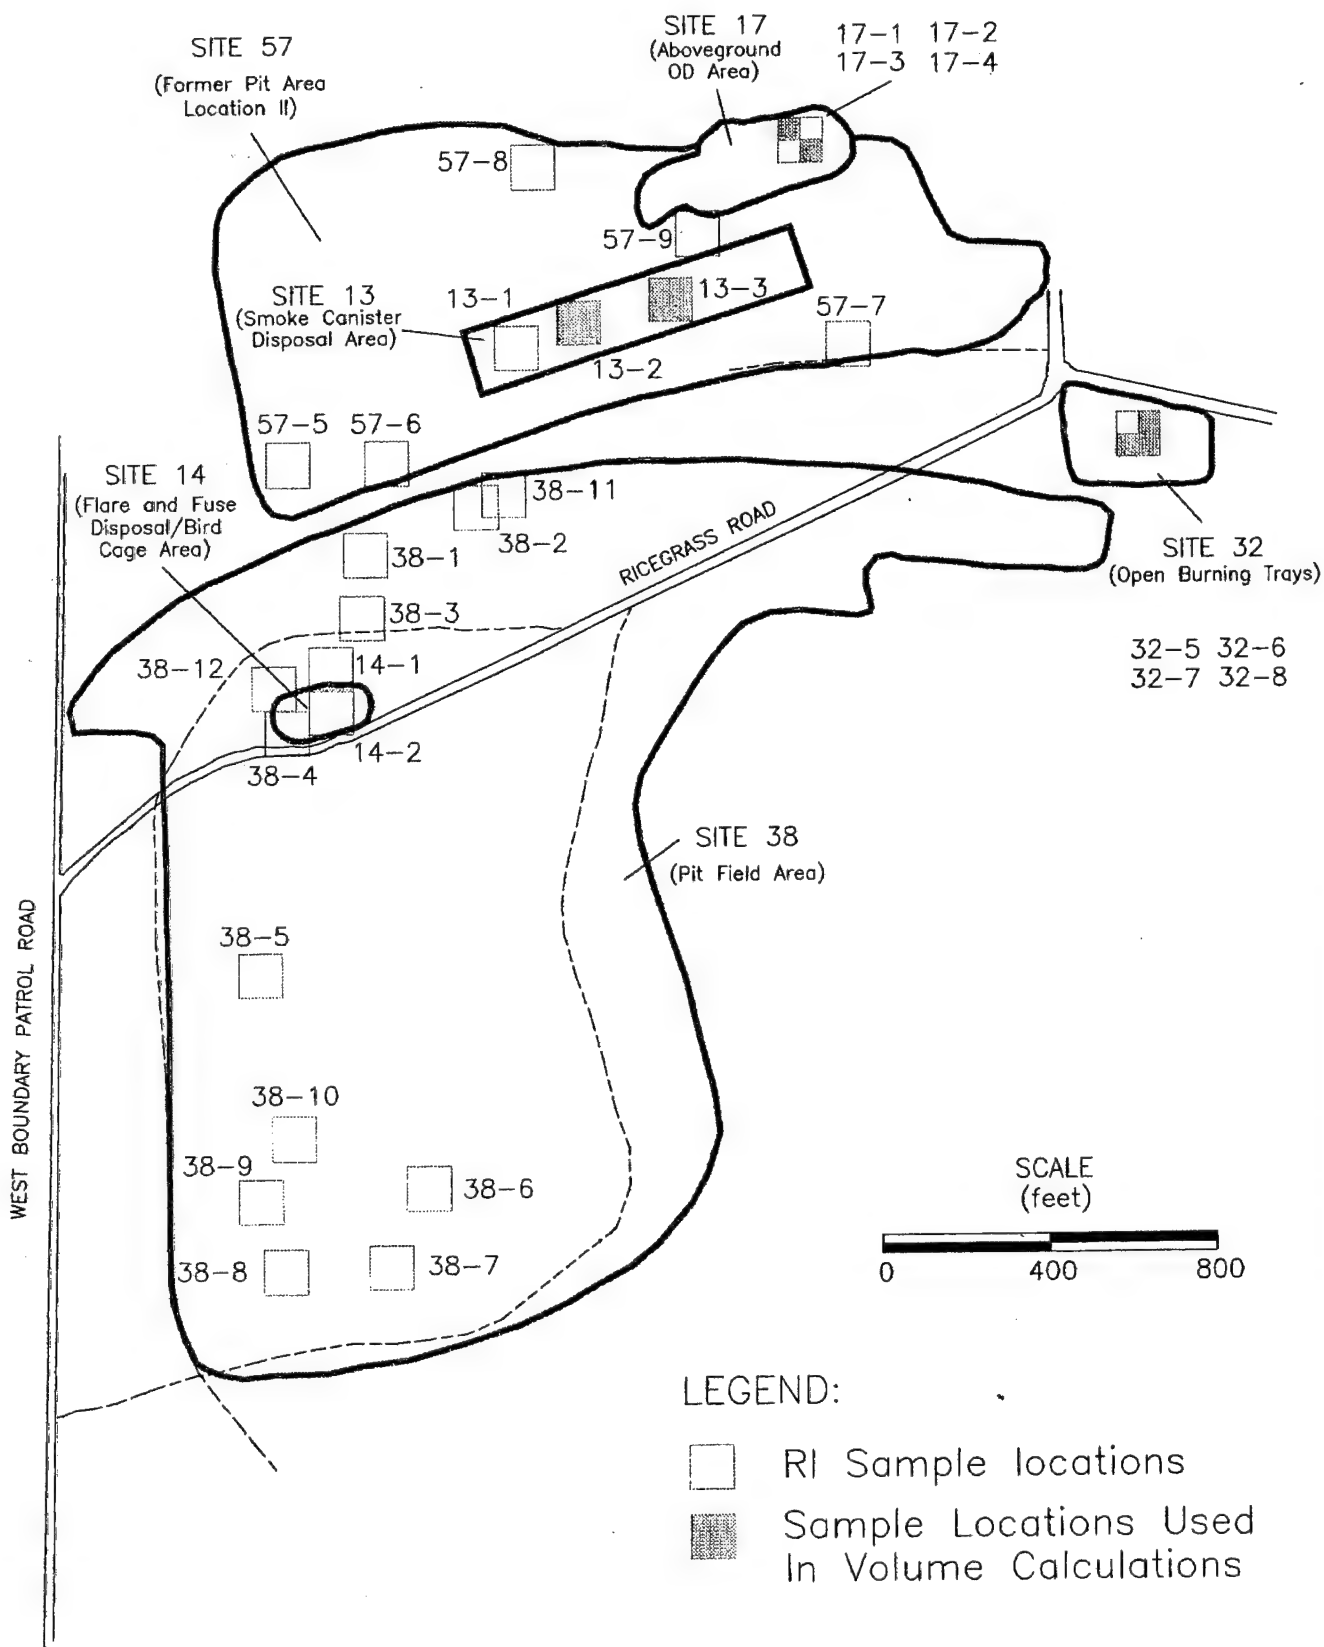 SITE 17
(Aboveground
OD Area)
17-1 17-2
17-3 17-4
SITE 57
(Former Pit Area
Location II)
57-8
57-9
SITE 13
(Smoke Canister
Disposal Area)
13-1
13-3
13-2
57-7
57-5
57-6
SITE 14
(Flare and Fuse
Disposal/Bird
Cage Area)
38-11
38-2
38-1
RICEGRASS ROAD
SITE 32
(Open Burning Trays)
38-3
32-5 32-6
32-7 32-8
38-12
14-1
14-2
38-4
SITE 38
(Pit Field Area)
WEST BOUNDARY PATROL ROAD
38-5
38-10
38-9
38-6
38-8
38-7
SCALE
(feet)
0 400 800
LEGEND:
RI Sample locations
Sample Locations Used
In Volume Calculations